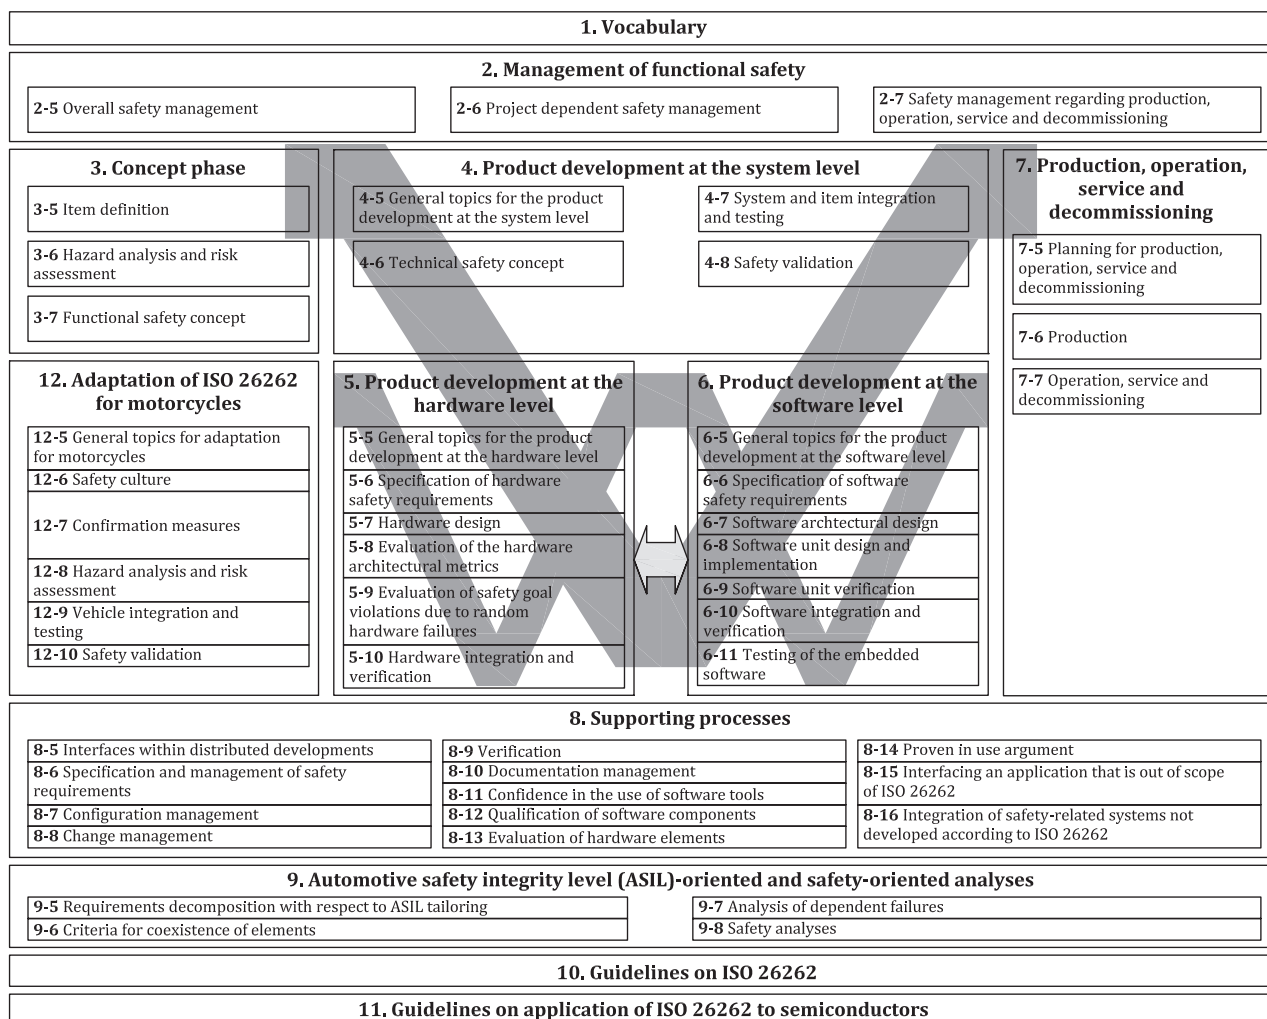 1. Vocabulary
2. Management of functional safety
2-5 Overall safety management
2-6 Project dependent safety management
2-7 Safety management regarding production,
operation, service and decommissioning
3. Concept phase
3-5 Item definition
3-6 Hazard analysis and risk
assessment
3-7 Functional safety concept
4. Product development at the system level
4-5 General topics for the product
development at the system level
4-6 Technical safety concept
4-7 System and item integration
and testing
4-8 Safety validation
7. Production, operation,
service and
decommissioning
7-5 Planning for production,
operation, service and
decommissioning
7-6 Production
7-7 Operation, service and
decommissioning
12. Adaptation of ISO 26262
for motorcycles
12-5 General topics for adaptation
for motorcycles
12-6 Safety culture
12-7 Confirmation measures
12-8 Hazard analysis and risk
assessment
12-9 Vehicle integration and
testing
12-10 Safety validation
5. Product development at the
hardware level
5-5 General topics for the product
development at the hardware level
5-6 Specification of hardware
safety requirements
5-7 Hardware design
5-8 Evaluation of the hardware
architectural metrics
5-9 Evaluation of safety goal
violations due to random
hardware failures
5-10 Hardware integration and
verification
6. Product development at the
software level
6-5 General topics for the product
development at the software level
6-6 Specification of software
safety requirements
6-7 Software archtectural design
6-8 Software unit design and
implementation
6-9 Software unit verification
6-10 Software integration and
verification
6-11 Testing of the embedded
software
8. Supporting processes
8-5 Interfaces within distributed developments
8-6 Specification and management of safety
requirements
8-7 Configuration management
8-8 Change management
8-9 Verification
8-10 Documentation management
8-11 Confidence in the use of software tools
8-12 Qualification of software components
8-13 Evaluation of hardware elements
8-14 Proven in use argument
8-15 Interfacing an application that is out of scope
of ISO 26262
8-16 Integration of safety-related systems not
developed according to ISO 26262
9. Automotive safety integrity level (ASIL)-oriented and safety-oriented analyses
9-5 Requirements decomposition with respect to ASIL tailoring
9-6 Criteria for coexistence of elements
9-7 Analysis of dependent failures
9-8 Safety analyses
10. Guidelines on ISO 26262
11. Guidelines on application of ISO 26262 to semiconductors